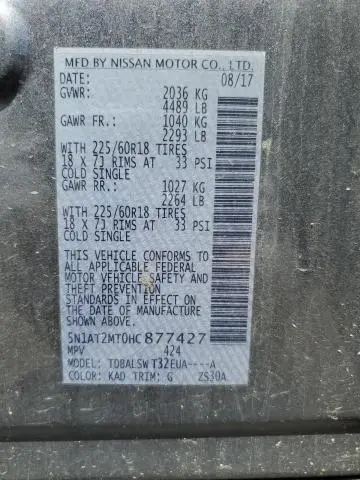 MFD BY NISSAN MOTOR CO., LTD.
DATE: 08/17
GVWR: 2036 KG
4489 LB
GAWR FR.: 1040 KG
2293 LB
WITH 225/60R18 TIRES
18 X 7J RIMS AT 33 PSI
COLD SINGLE
GAWR RR.: 1027 KG
2264 LB
WITH 225/60R18 TIRES
18 X 7J RIMS AT 33 PSI
COLD SINGLE
THIS VEHICLE CONFORMS TO
ALL APPLICABLE FEDERAL
MOTOR VEHICLE SAFETY AND
THEFT PREVENTION
STANDARDS IN EFFECT ON THE
DATE OF MANUFACTURE
SHOWN ABOVE.
5N1AT2MT0HC877427
MPV 424
MODEL: TDBALSWT32EUA----A
COLOR: KAD TRIM: G ZS30A